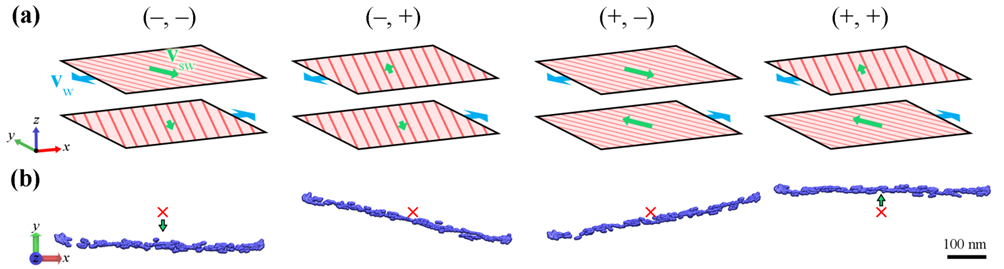 (a) (–, –) (–, +) (+, –) (+, +)
v_sw
v_w
z
y x
(b)
y
z x
100 nm